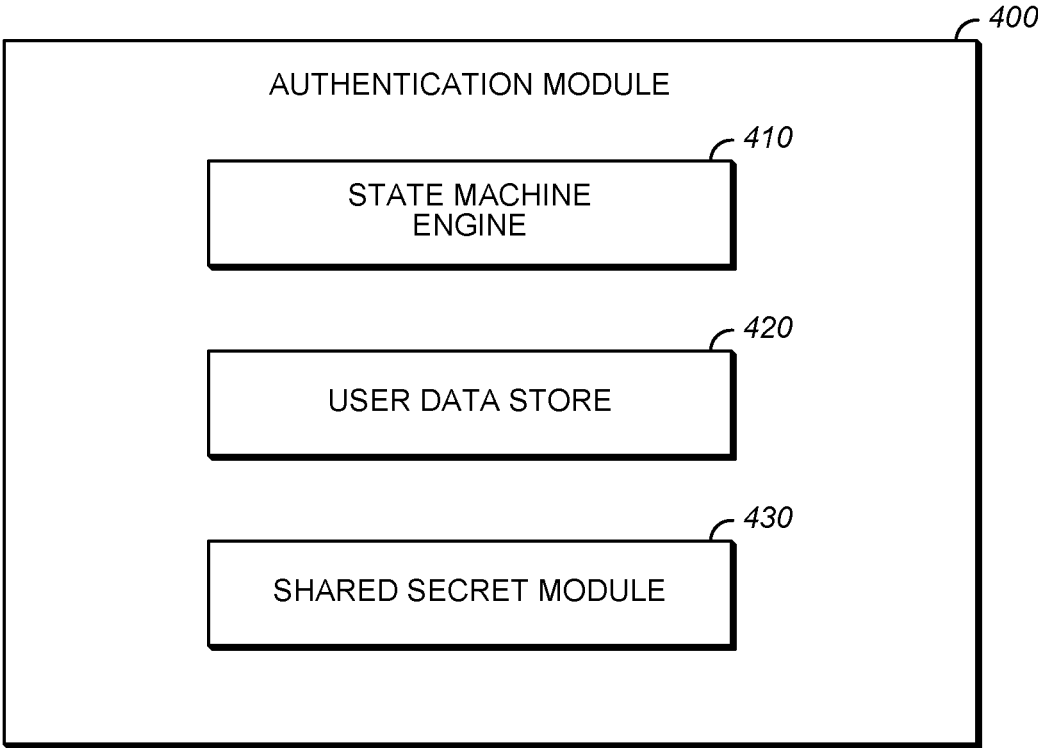 400
AUTHENTICATION MODULE
410
STATE MACHINE
ENGINE
420
USER DATA STORE
430
SHARED SECRET MODULE